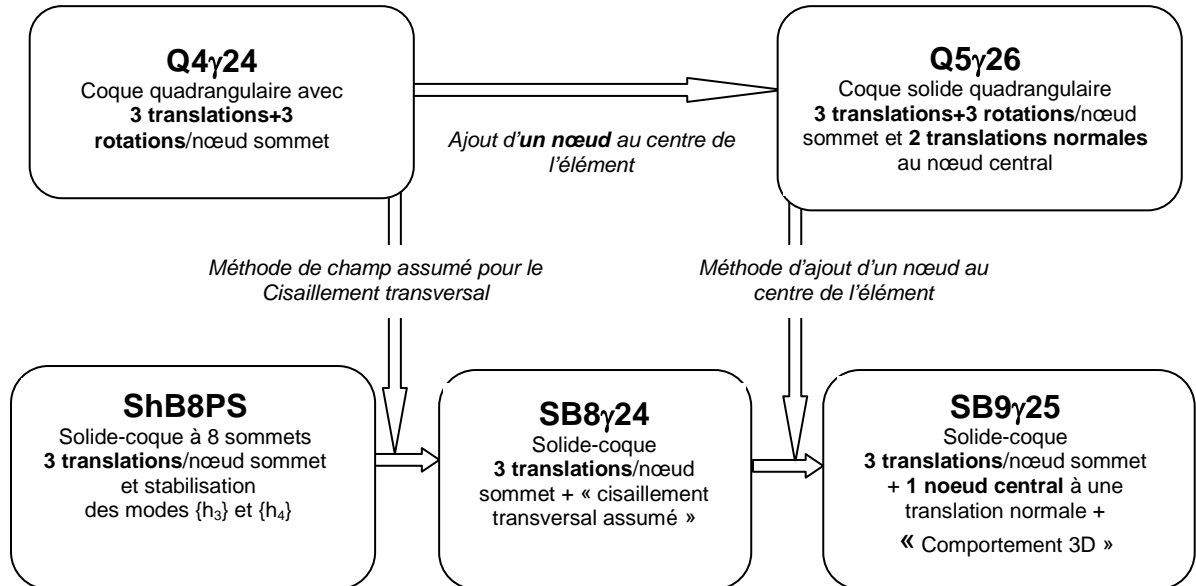 Q4γ24
Coque quadrangulaire avec
3 translations+3
rotations/nœud sommet
Ajout d'un nœud au centre de
l'élément
Q5γ26
Coque solide quadrangulaire
3 translations+3 rotations/nœud
sommet et 2 translations normales
au nœud central
Méthode de champ assumé pour le
Cisaillement transversal
Méthode d'ajout d'un nœud au
centre de l'élément
ShB8PS
Solide-coque à 8 sommets
3 translations/nœud sommet
et stabilisation
des modes {h₃} et {h₄}
SB8γ24
Solide-coque
3 translations/nœud
sommet + « cisaillement
transversal assumé »
SB9γ25
Solide-coque
3 translations/nœud sommet
+ 1 noeud central à une
translation normale +
« Comportement 3D »